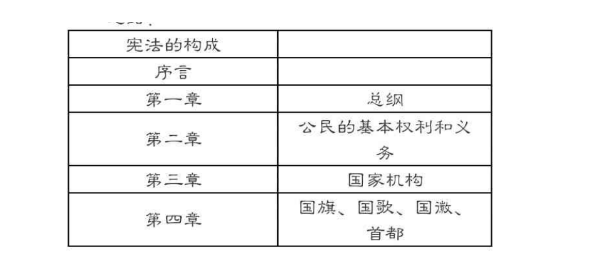 宪法的构成
序言
第一章
总纲
第二章
公民的基本权利和义
务
第三章
国家机构
第四章
国旗、国歌、国徽、
首都